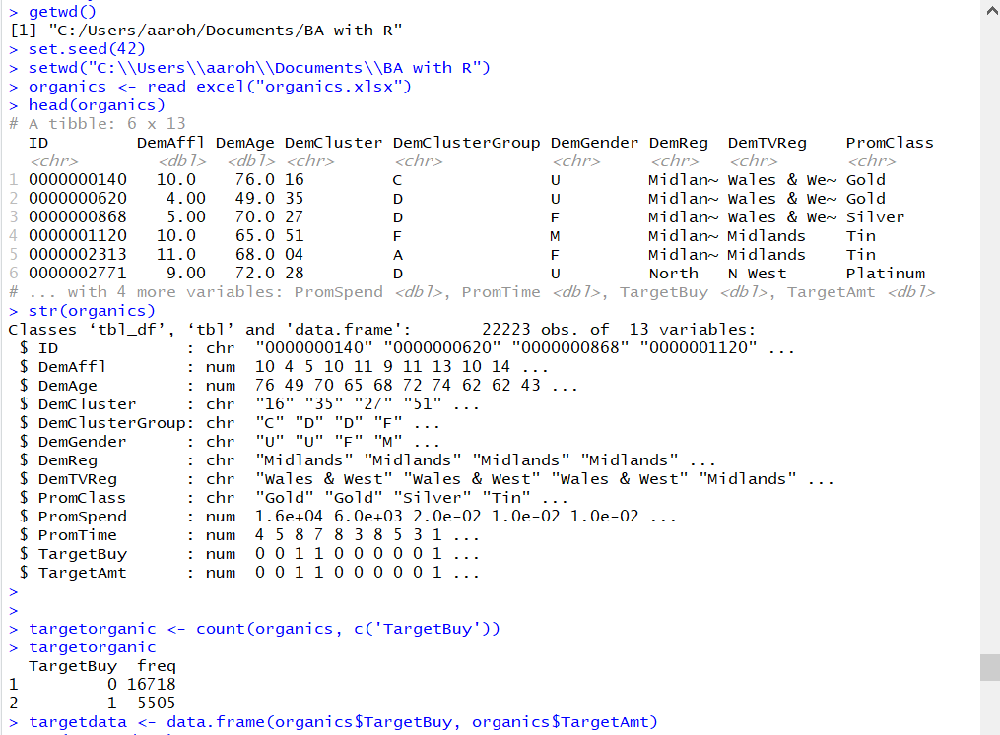 > getwd()
[1] "C:/Users/aaroh/Documents/BA with R"
> set.seed(42)
> setwd("C:\\Users\\aaroh\\Documents\\BA with R")
> organics <- read_excel("organics.xlsx")
> head(organics)
# A tibble: 6 x 13
  ID         DemAffl DemAge DemCluster DemClusterGroup DemGender DemReg  DemTVReg    PromClass
  <chr>        <dbl>  <dbl> <chr>      <chr>           <chr>     <chr>   <chr>       <chr>
1 0000000140   10.0    76.0 16         C               U         Midlan~ Wales & We~ Gold
2 0000000620    4.00   49.0 35         D               U         Midlan~ Wales & We~ Gold
3 0000000868    5.00   70.0 27         D               F         Midlan~ Wales & We~ Silver
4 0000001120   10.0    65.0 51         F               M         Midlan~ Midlands    Tin
5 0000002313   11.0    68.0 04         A               F         Midlan~ Midlands    Tin
6 0000002771    9.00   72.0 28         D               U         North   N West      Platinum
# ... with 4 more variables: PromSpend <dbl>, PromTime <dbl>, TargetBuy <dbl>, TargetAmt <dbl>
> str(organics)
Classes ‘tbl_df’, ‘tbl’ and 'data.frame':       22223 obs. of  13 variables:
 $ ID             : chr  "0000000140" "0000000620" "0000000868" "0000001120" ...
 $ DemAffl        : num  10 4 5 10 11 9 11 13 10 14 ...
 $ DemAge         : num  76 49 70 65 68 72 74 62 62 43 ...
 $ DemCluster     : chr  "16" "35" "27" "51" ...
 $ DemClusterGroup: chr  "C" "D" "D" "F" ...
 $ DemGender      : chr  "U" "U" "F" "M" ...
 $ DemReg         : chr  "Midlands" "Midlands" "Midlands" "Midlands" ...
 $ DemTVReg       : chr  "Wales & West" "Wales & West" "Wales & West" "Midlands" ...
 $ PromClass      : chr  "Gold" "Gold" "Silver" "Tin" ...
 $ PromSpend      : num  1.6e+04 6.0e+03 2.0e-02 1.0e-02 1.0e-02 ...
 $ PromTime       : num  4 5 8 7 8 3 8 5 3 1 ...
 $ TargetBuy      : num  0 0 1 1 0 0 0 0 0 1 ...
 $ TargetAmt      : num  0 0 1 1 0 0 0 0 0 1 ...
>
>
> targetorganic <- count(organics, c('TargetBuy'))
> targetorganic
  TargetBuy  freq
1         0 16718
2         1  5505
> targetdata <- data.frame(organics$TargetBuy, organics$TargetAmt)